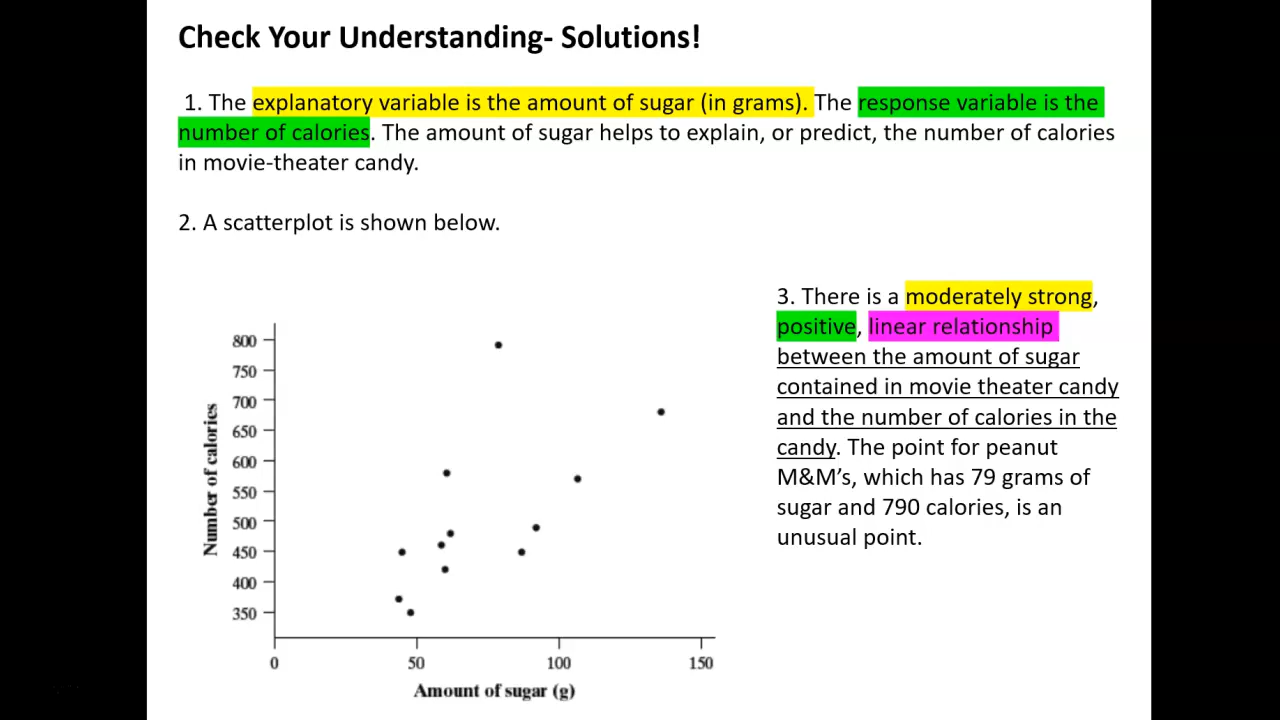 Check Your Understanding- Solutions!
1. The explanatory variable is the amount of sugar (in grams). The response variable is the
number of calories. The amount of sugar helps to explain, or predict, the number of calories
in movie-theater candy.
2. A scatterplot is shown below.
3. There is a moderately strong,
positive, linear relationship
between the amount of sugar
contained in movie theater candy
and the number of calories in the
candy. The point for peanut
M&M's, which has 79 grams of
sugar and 790 calories, is an
unusual point.
Number of calories
800
750
700
650
600
550
500
450
400
350
0 50 100 150
Amount of sugar (g)